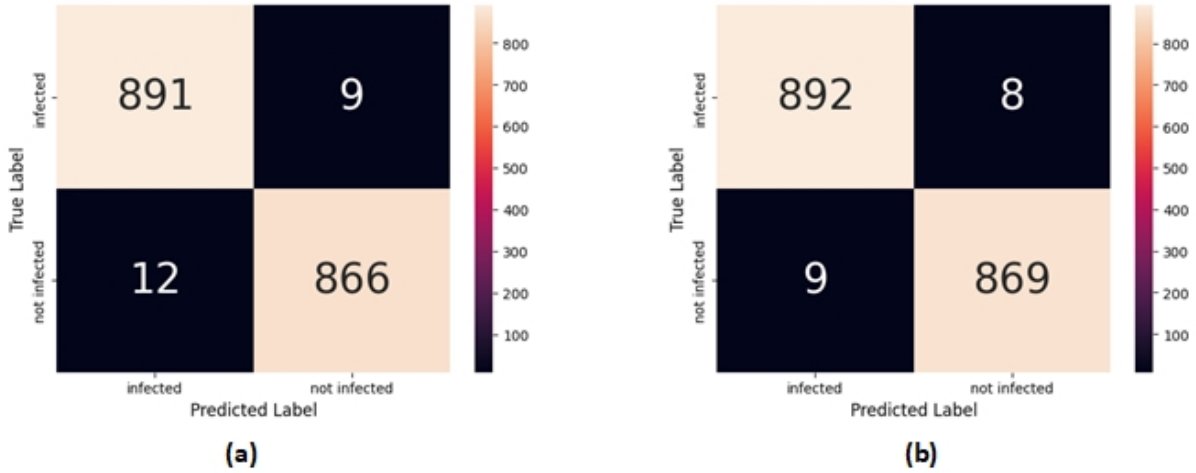 True Label
infected
not infected
891
9
12
866
infected
not infected
Predicted Label
800
700
600
500
400
300
200
100
(a)
True Label
infected
not infected
892
8
9
869
infected
not infected
Predicted Label
800
700
600
500
400
300
200
100
(b)